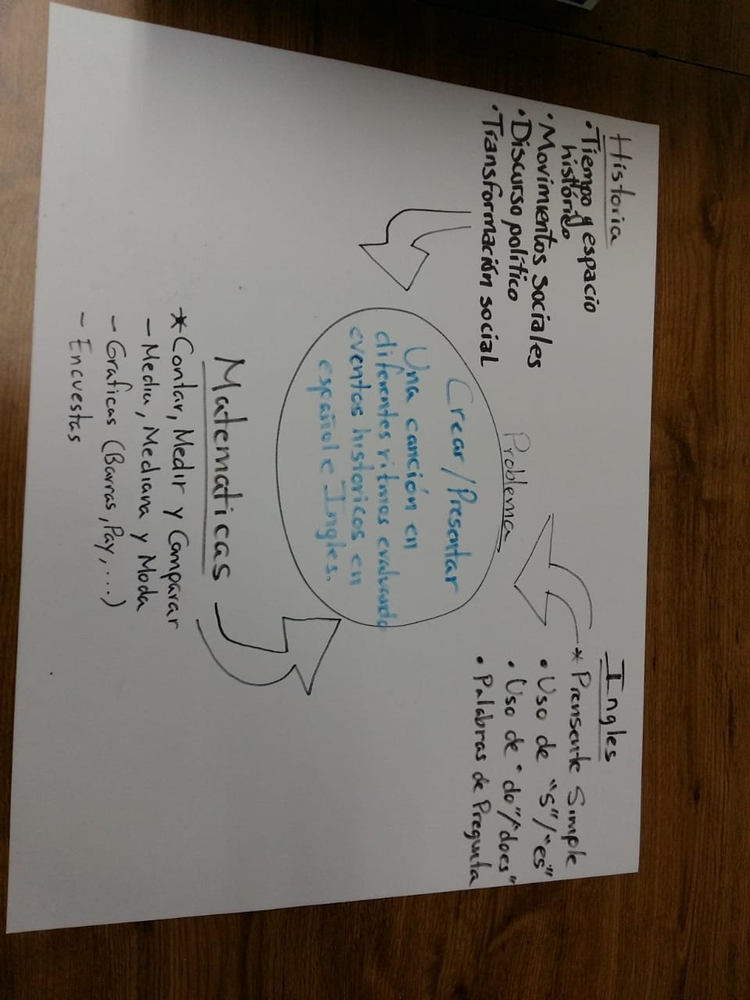 Historia
• Tiempo y espacio
histórico
• Movimientos sociales
• Discurso político
• Transformación social
Ingles
* Prensente Simple
• Uso de "s"/"es"
• Uso de "do"/"does"
• Palabras de Pregunta
Problema
Crear/Presentar
Una canción en
diferentes ritmos evaluando
eventos historicos en
español e Ingles.
Matematicas
* Contar, Medir y Comparar
- Media, Mediana y Moda
- Graficas (Barras, Pay, ...)
- Encuestas